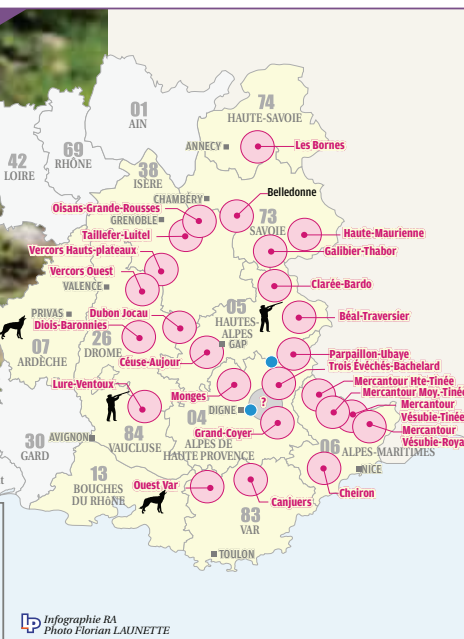 01
AIN
74
HAUTE-SAVOIE
69
RHÔNE
42
LOIRE
ANNECY
Les Bornes
38
ISÈRE
CHAMBÉRY
Belledonne
Oisans-Grande-Rousses
GRENOBLE
73
SAVOIE
Taillefer-Luitel
Haute-Maurienne
Galibier-Thabor
Vercors Hauts-plateaux
Vercors Ouest
VALENCE
Clarée-Bardo
PRIVAS
Dubon Jocau
Diois-Baronnies
05
HAUTES
ALPES
GAP
Béal-Traversier
07
ARDÈCHE
26
DROME
Céuse-Aujour
Parpaillon-Ubaye
Trois Évéchés-Bachelard
Lure-Ventoux
Monges
Mercantour Hte-Tinée
Mercantour Moy.-Tinée
Mercantour
Vésubie-Tinée
Mercantour
Vésubie-Roya
?
DIGNE
Grand-Coyer
04
ALPES DE
HAUTE PROVENCE
30
GARD
AVIGNON
84
VAUCLUSE
06
ALPES-MARITIMES
NICE
13
BOUCHES
DU RHÔNE
Ouest Var
Canjuers
Cheiron
83
VAR
TOULON
LP Infographie RA
Photo Florian LAUNETTE